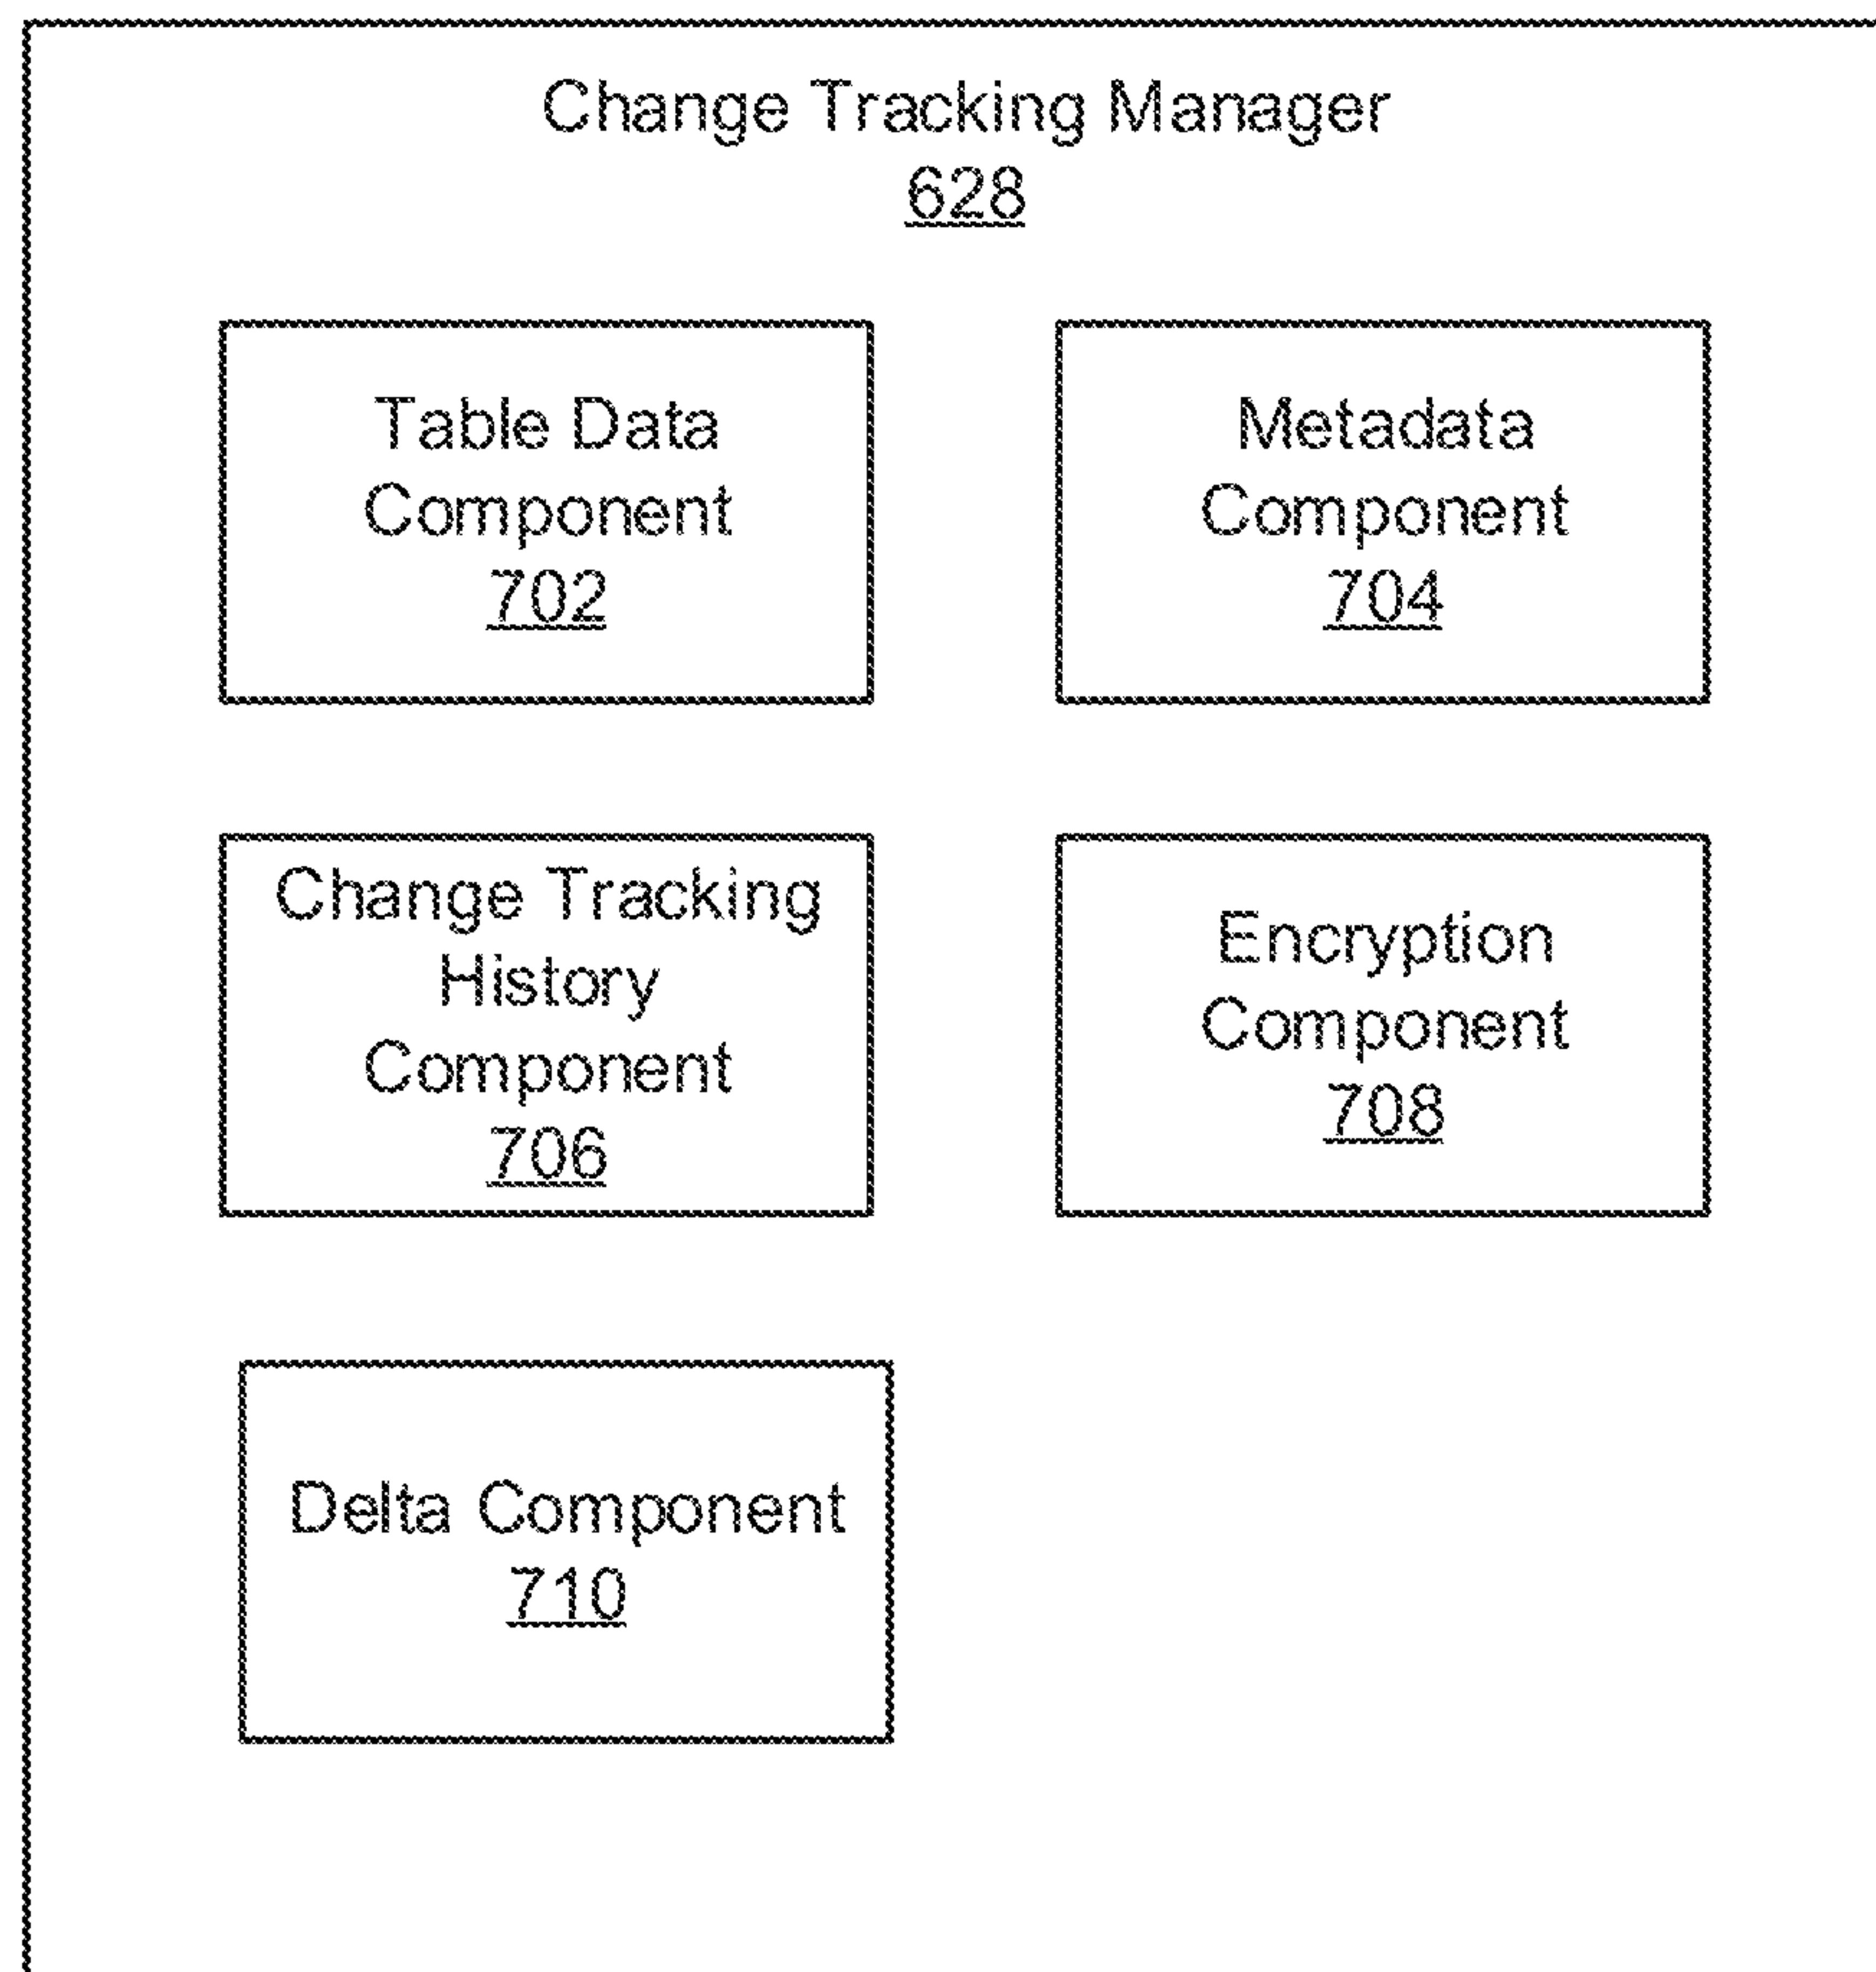 Change Tracking Manager
628
Table Data
Component
702
Metadata
Component
704
Change Tracking
History
Component
706
Encryption
Component
708
Delta Component
710